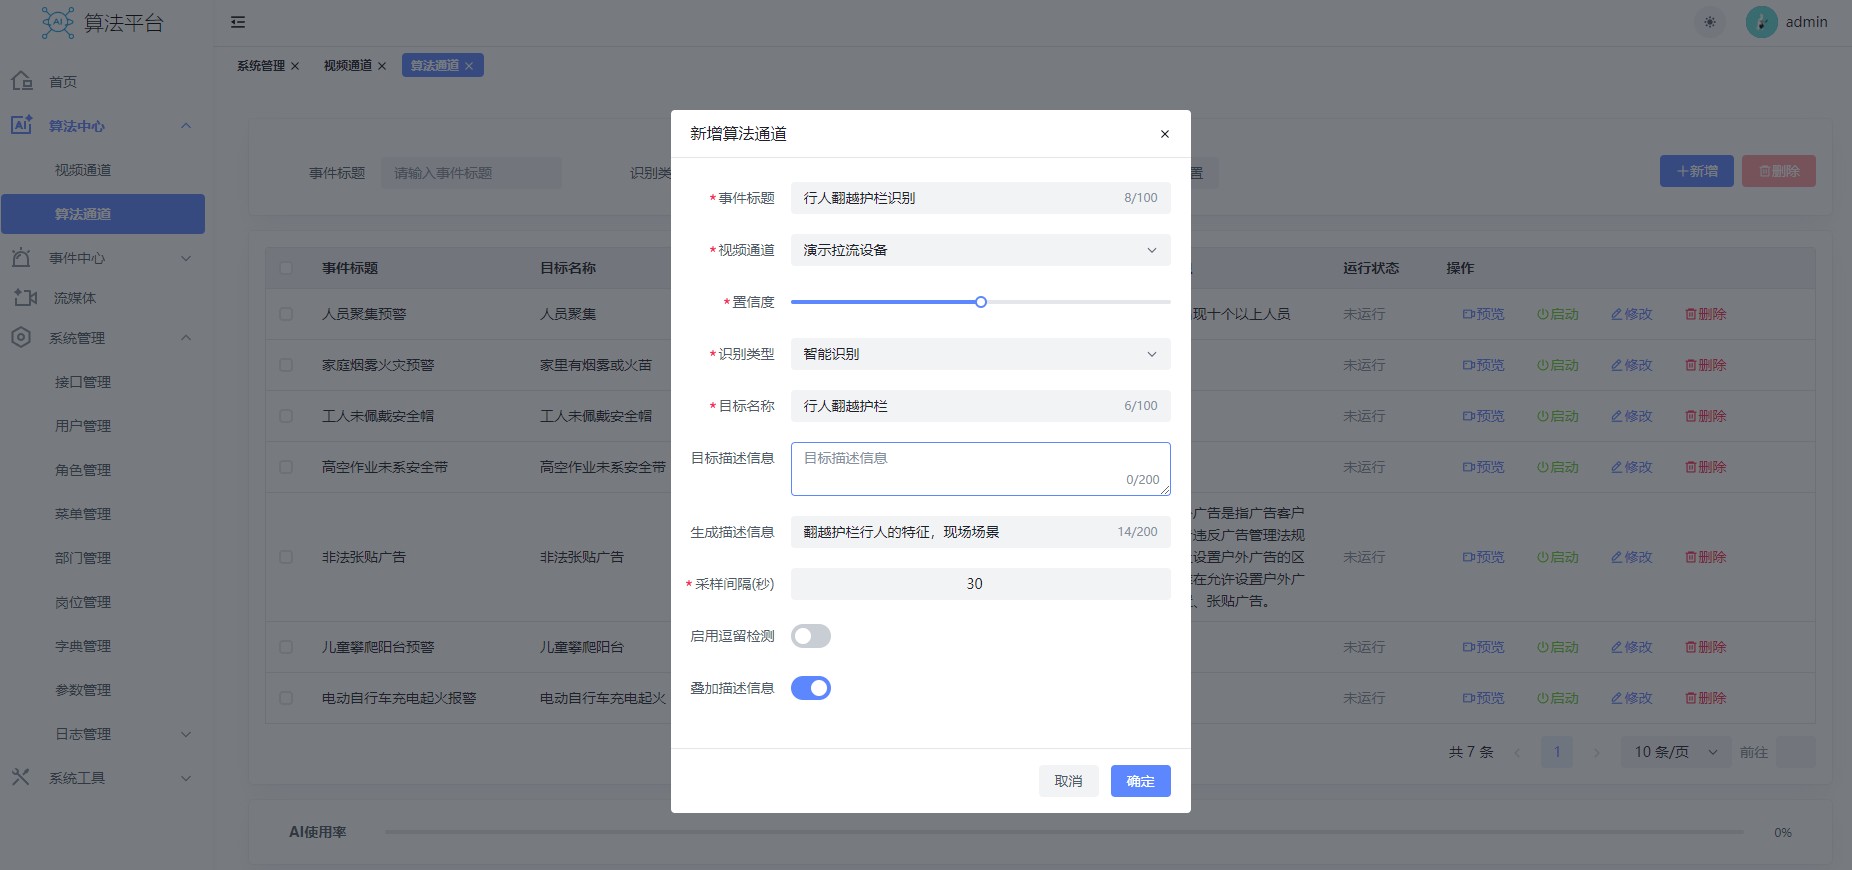 算法平台
admin
系统管理
视频通道
算法通道
首页
算法中心
视频通道
算法通道
事件中心
流媒体
系统管理
接口管理
用户管理
角色管理
菜单管理
部门管理
岗位管理
字典管理
参数管理
日志管理
系统工具
事件标题 请输入事件标题 识别类 置 +新增 删除
事件标题 目标名称 运行状态 操作
人员聚集预警 人员聚集 现十个以上人员 未运行 预览 启动 修改 删除
家庭烟雾火灾预警 家里有烟雾或火苗 未运行 预览 启动 修改 删除
工人未佩戴安全帽 工人未佩戴安全帽 未运行 预览 启动 修改 删除
高空作业未系安全带 高空作业未系安全带 未运行 预览 启动 修改 删除
非法张贴广告 非法张贴广告 未运行 预览 启动 修改 删除
广告是指广告客户
违反广告管理法规
设置户外广告的区
在允许设置户外广
、张贴广告。
儿童攀爬阳台预警 儿童攀爬阳台 未运行 预览 启动 修改 删除
电动自行车充电起火报警 电动自行车充电起火 未运行 预览 启动 修改 删除
共 7 条 1 10 条/页 前往
AI使用率 0%
新增算法通道
*事件标题 行人翻越护栏识别 8/100
*视频通道 演示拉流设备
*置信度
*识别类型 智能识别
*目标名称 行人翻越护栏 6/100
目标描述信息 目标描述信息
0/200
生成描述信息 翻越护栏行人的特征，现场场景 14/200
*采样间隔(秒) 30
启用逗留检测
叠加描述信息
取消 确定